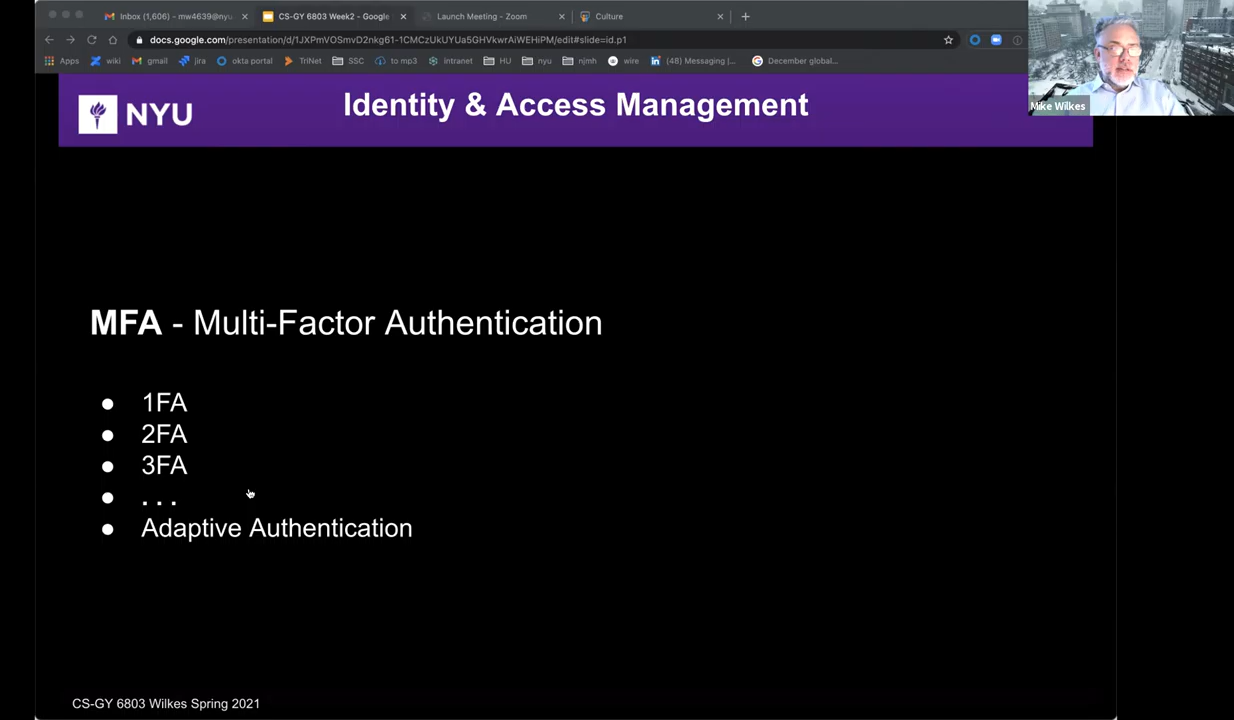 Inbox (1,606) - mw4639@nyu
CS-GY 6803 Week2 - Google
Launch Meeting - Zoom
Culture
docs.google.com/presentation/d/1JXPmVOSmvD2nkg61-1CMCzUkUYUa5GHVkwrAiWEHiPM/edit#slide=id.p1
Apps wiki gmail jira okta portal TriNet SSC to mp3 intranet HU nyu njmh wire (48) Messaging |... December global...
Mike Wilkes
NYU
Identity & Access Management
MFA - Multi-Factor Authentication
● 1FA
● 2FA
● 3FA
● . . .
● Adaptive Authentication
CS-GY 6803 Wilkes Spring 2021